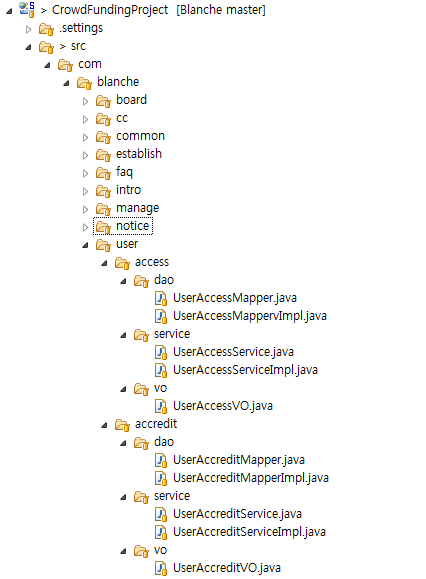 > CrowdFundingProject [Blanche master]
.settings
> src
com
blanche
board
cc
common
establish
faq
intro
manage
notice
user
access
dao
UserAccessMapper.java
UserAccessMappervImpl.java
service
UserAccessService.java
UserAccessServiceImpl.java
vo
UserAccessVO.java
accredit
dao
UserAccreditMapper.java
UserAccreditMapperImpl.java
service
UserAccreditService.java
UserAccreditServiceImpl.java
vo
UserAccreditVO.java